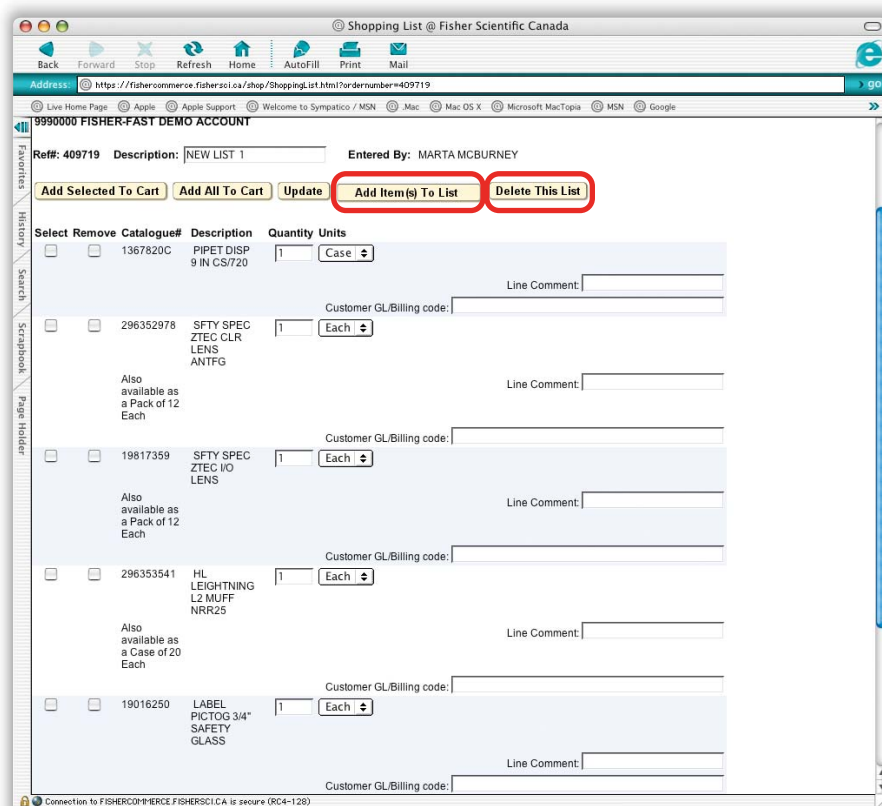 Shopping List @ Fisher Scientific Canada
Back Forward Stop Refresh Home AutoFill Print Mail
Address: https://fishercommerce.fishersci.ca/shop/ShoppingList.html?ordernumber=409719 go
Live Home Page Apple Apple Support Welcome to Sympatico / MSN .Mac Mac OS X Microsoft MacTopia MSN Google »
Favorites
History
Search
Scrapbook
Page Holder
9990000 FISHER-FAST DEMO ACCOUNT
Ref#: 409719 Description: NEW LIST 1 Entered By: MARTA MCBURNEY
Add Selected To Cart Add All To Cart Update Add Item(s) To List Delete This List
Select Remove Catalogue# Description Quantity Units
1367820C PIPET DISP 1 Case
9 IN CS/720
Line Comment:
Customer GL/Billing code:
296352978 SFTY SPEC 1 Each
ZTEC CLR
LENS
ANTFG
Also
available as
a Pack of 12
Each
Line Comment:
Customer GL/Billing code:
19817359 SFTY SPEC 1 Each
ZTEC I/O
LENS
Also
available as
a Pack of 12
Each
Line Comment:
Customer GL/Billing code:
296353541 HL 1 Each
LEIGHTNING
L2 MUFF
NRR25
Also
available as
a Case of 20
Each
Line Comment:
Customer GL/Billing code:
19016250 LABEL 1 Each
PICTOG 3/4"
SAFETY
GLASS
Line Comment:
Customer GL/Billing code:
Connection to FISHERCOMMERCE.FISHERSCI.CA is secure (RC4-128)